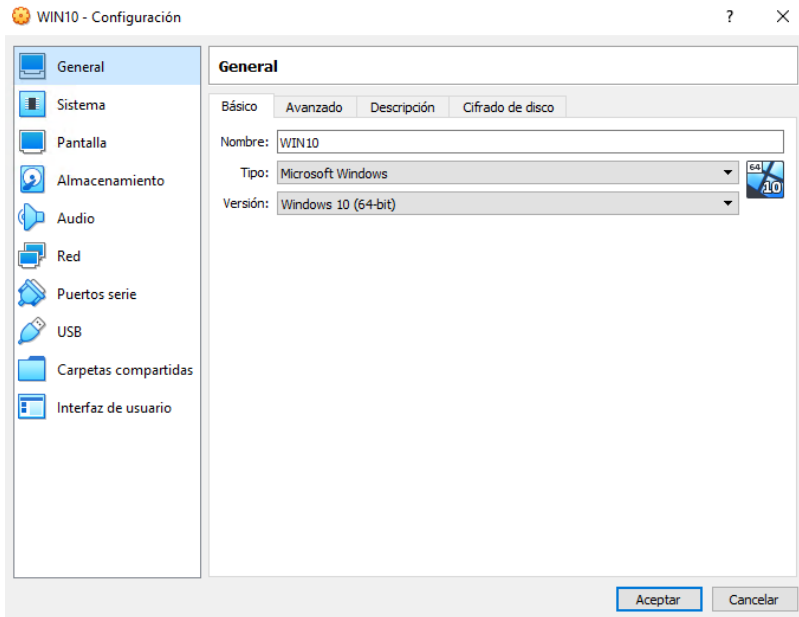 WIN10 - Configuración ?
General
Sistema
Pantalla
Almacenamiento
Audio
Red
Puertos serie
USB
Carpetas compartidas
Interfaz de usuario
General
Básico Avanzado Descripción Cifrado de disco
Nombre: WIN10
Tipo: Microsoft Windows
64
10
Versión: Windows 10 (64-bit)
Aceptar Cancelar